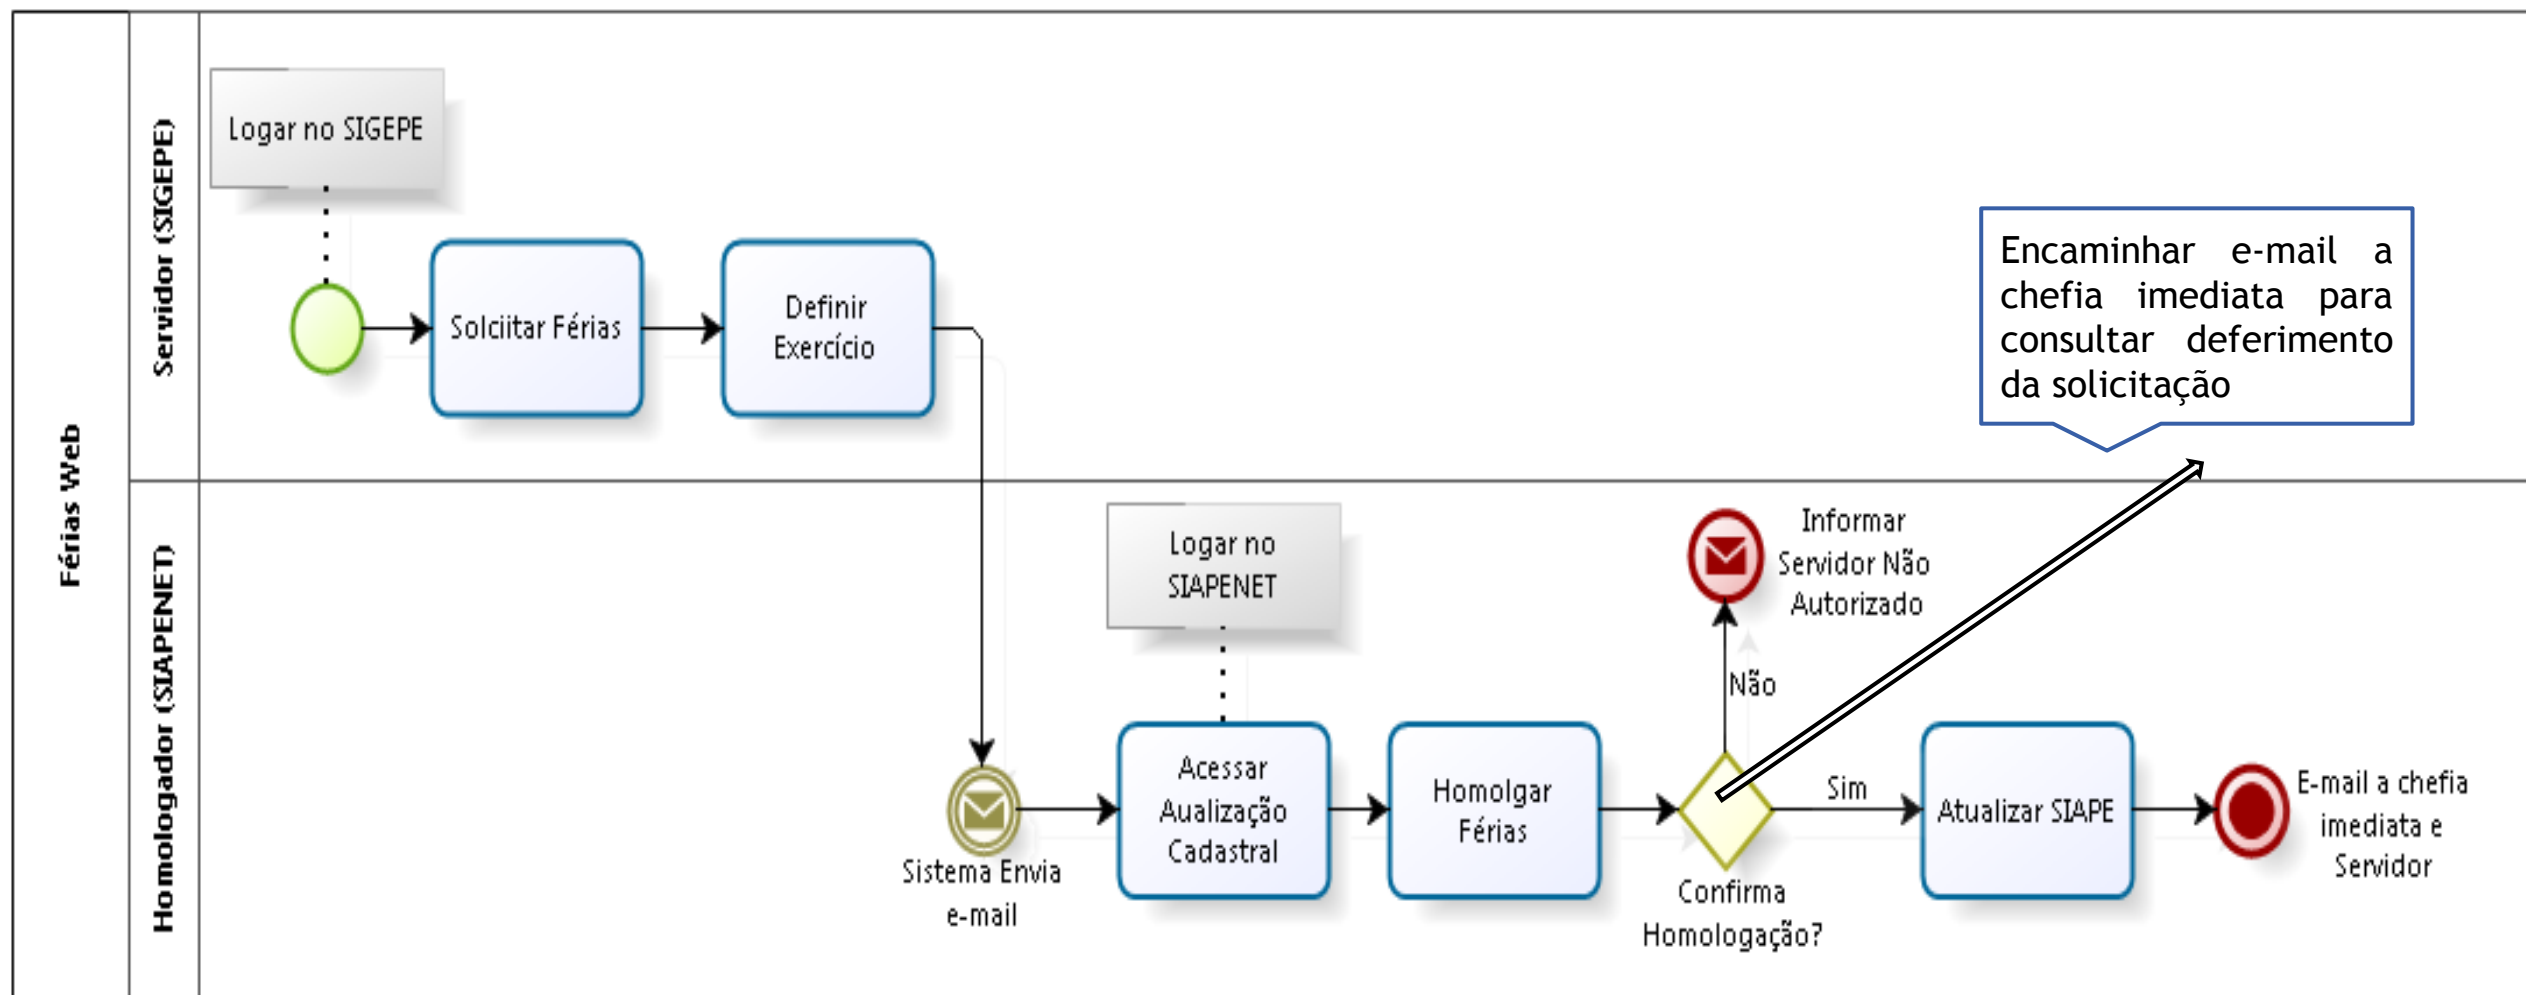 Férias Web
Servidor (SIGEPE)
Logar no SIGEPE
Solciitar Férias
Definir
Exercício
Encaminhar e-mail a
chefia imediata para
consultar deferimento
da solicitação
Homologador (SIAPENET)
Sistema Envia
e-mail
Logar no
SIAPENET
Acessar
Aualização
Cadastral
Homolgar
Férias
Confirma
Homologação?
Não
Informar
Servidor Não
Autorizado
Sim
Atualizar SIAPE
E-mail a chefia
imediata e
Servidor